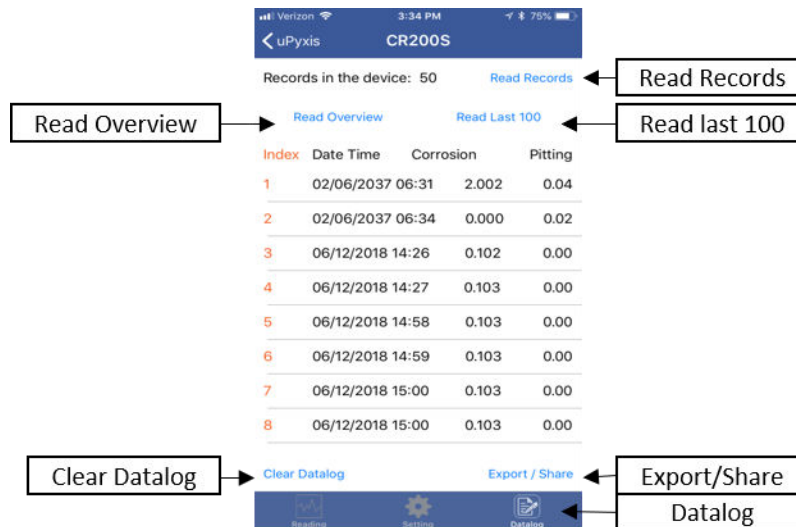 Verizon 3:34 PM 75%
uPyxis CR200S
Records in the device: 50 Read Records
Read Records
Read Overview
Read Overview Read Last 100
Read last 100
Index Date Time Corrosion Pitting
1 02/06/2037 06:31 2.002 0.04
2 02/06/2037 06:34 0.000 0.02
3 06/12/2018 14:26 0.102 0.00
4 06/12/2018 14:27 0.103 0.00
5 06/12/2018 14:58 0.103 0.00
6 06/12/2018 14:59 0.103 0.00
7 06/12/2018 15:00 0.103 0.00
8 06/12/2018 15:00 0.103 0.00
Clear Datalog
Clear Datalog Export / Share
Export/Share
Reading Setting Datalog
Datalog